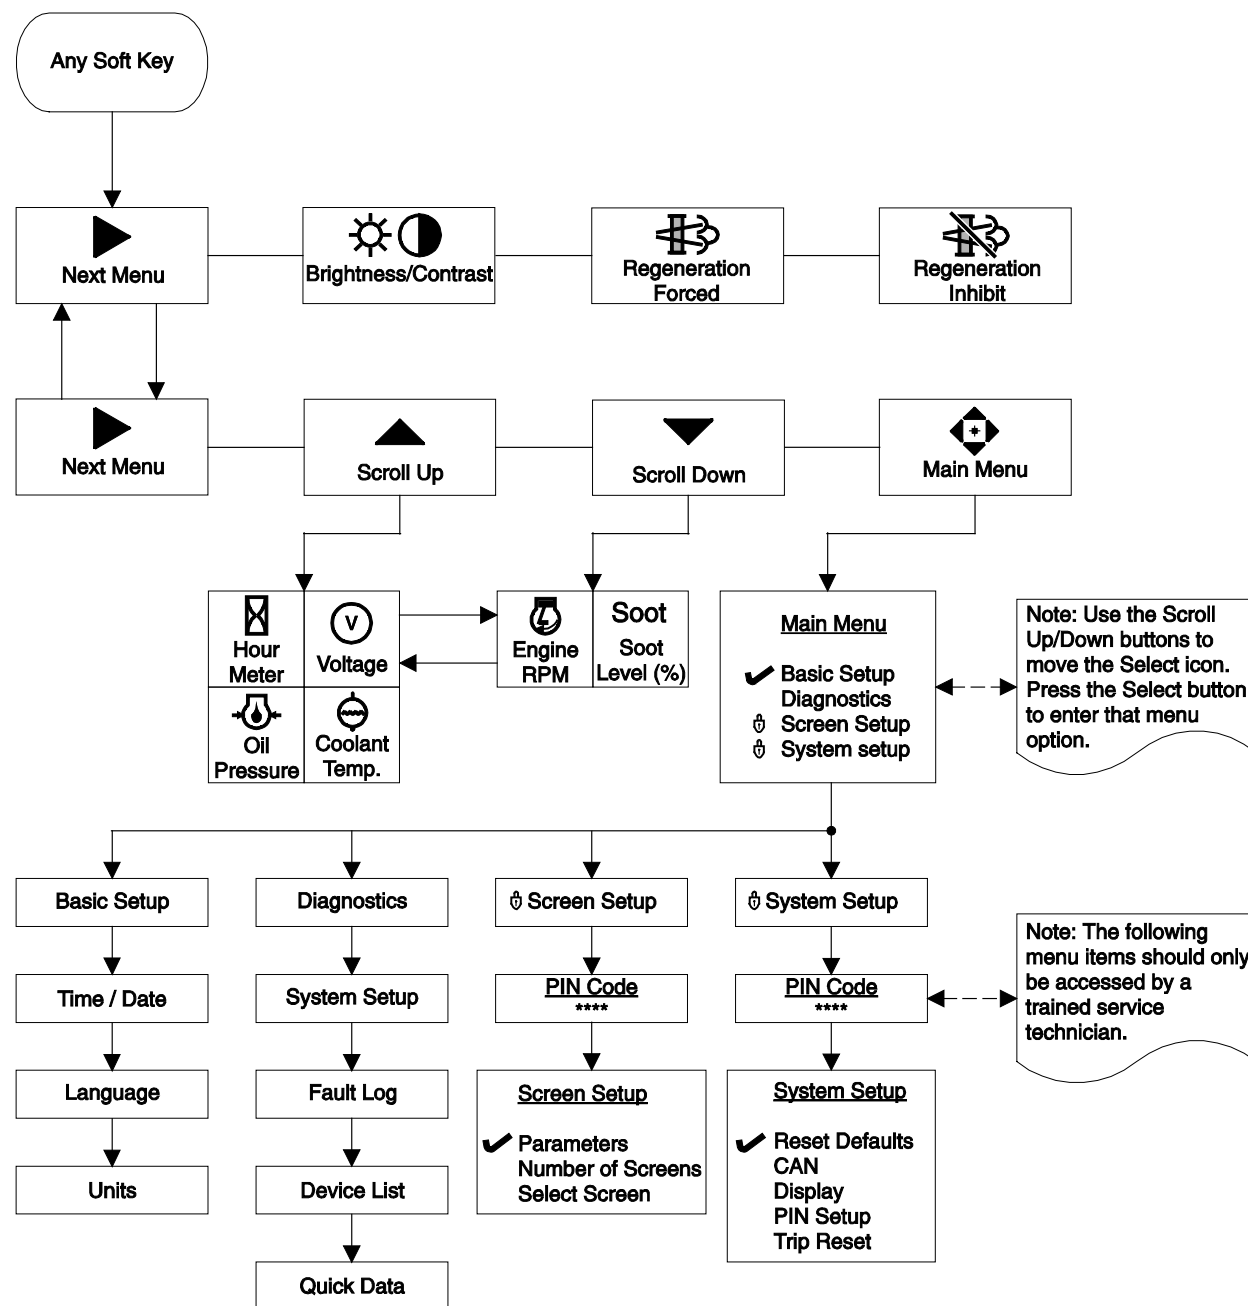 Any Soft Key
Next Menu
Brightness/Contrast
Regeneration
Forced
Regeneration
Inhibit
Next Menu
Scroll Up
Scroll Down
Main Menu
Hour
Meter
V
Voltage
Oil
Pressure
Coolant
Temp.
Engine
RPM
Soot
Soot
Level (%)
Main Menu
Basic Setup
Diagnostics
Screen Setup
System setup
Note: Use the Scroll
Up/Down buttons to
move the Select icon.
Press the Select button
to enter that menu
option.
Basic Setup
Diagnostics
Screen Setup
System Setup
Time / Date
System Setup
PIN Code
****
PIN Code
****
Note: The following
menu items should only
be accessed by a
trained service
technician.
Language
Fault Log
Screen Setup
Parameters
Number of Screens
Select Screen
System Setup
Reset Defaults
CAN
Display
PIN Setup
Trip Reset
Units
Device List
Quick Data